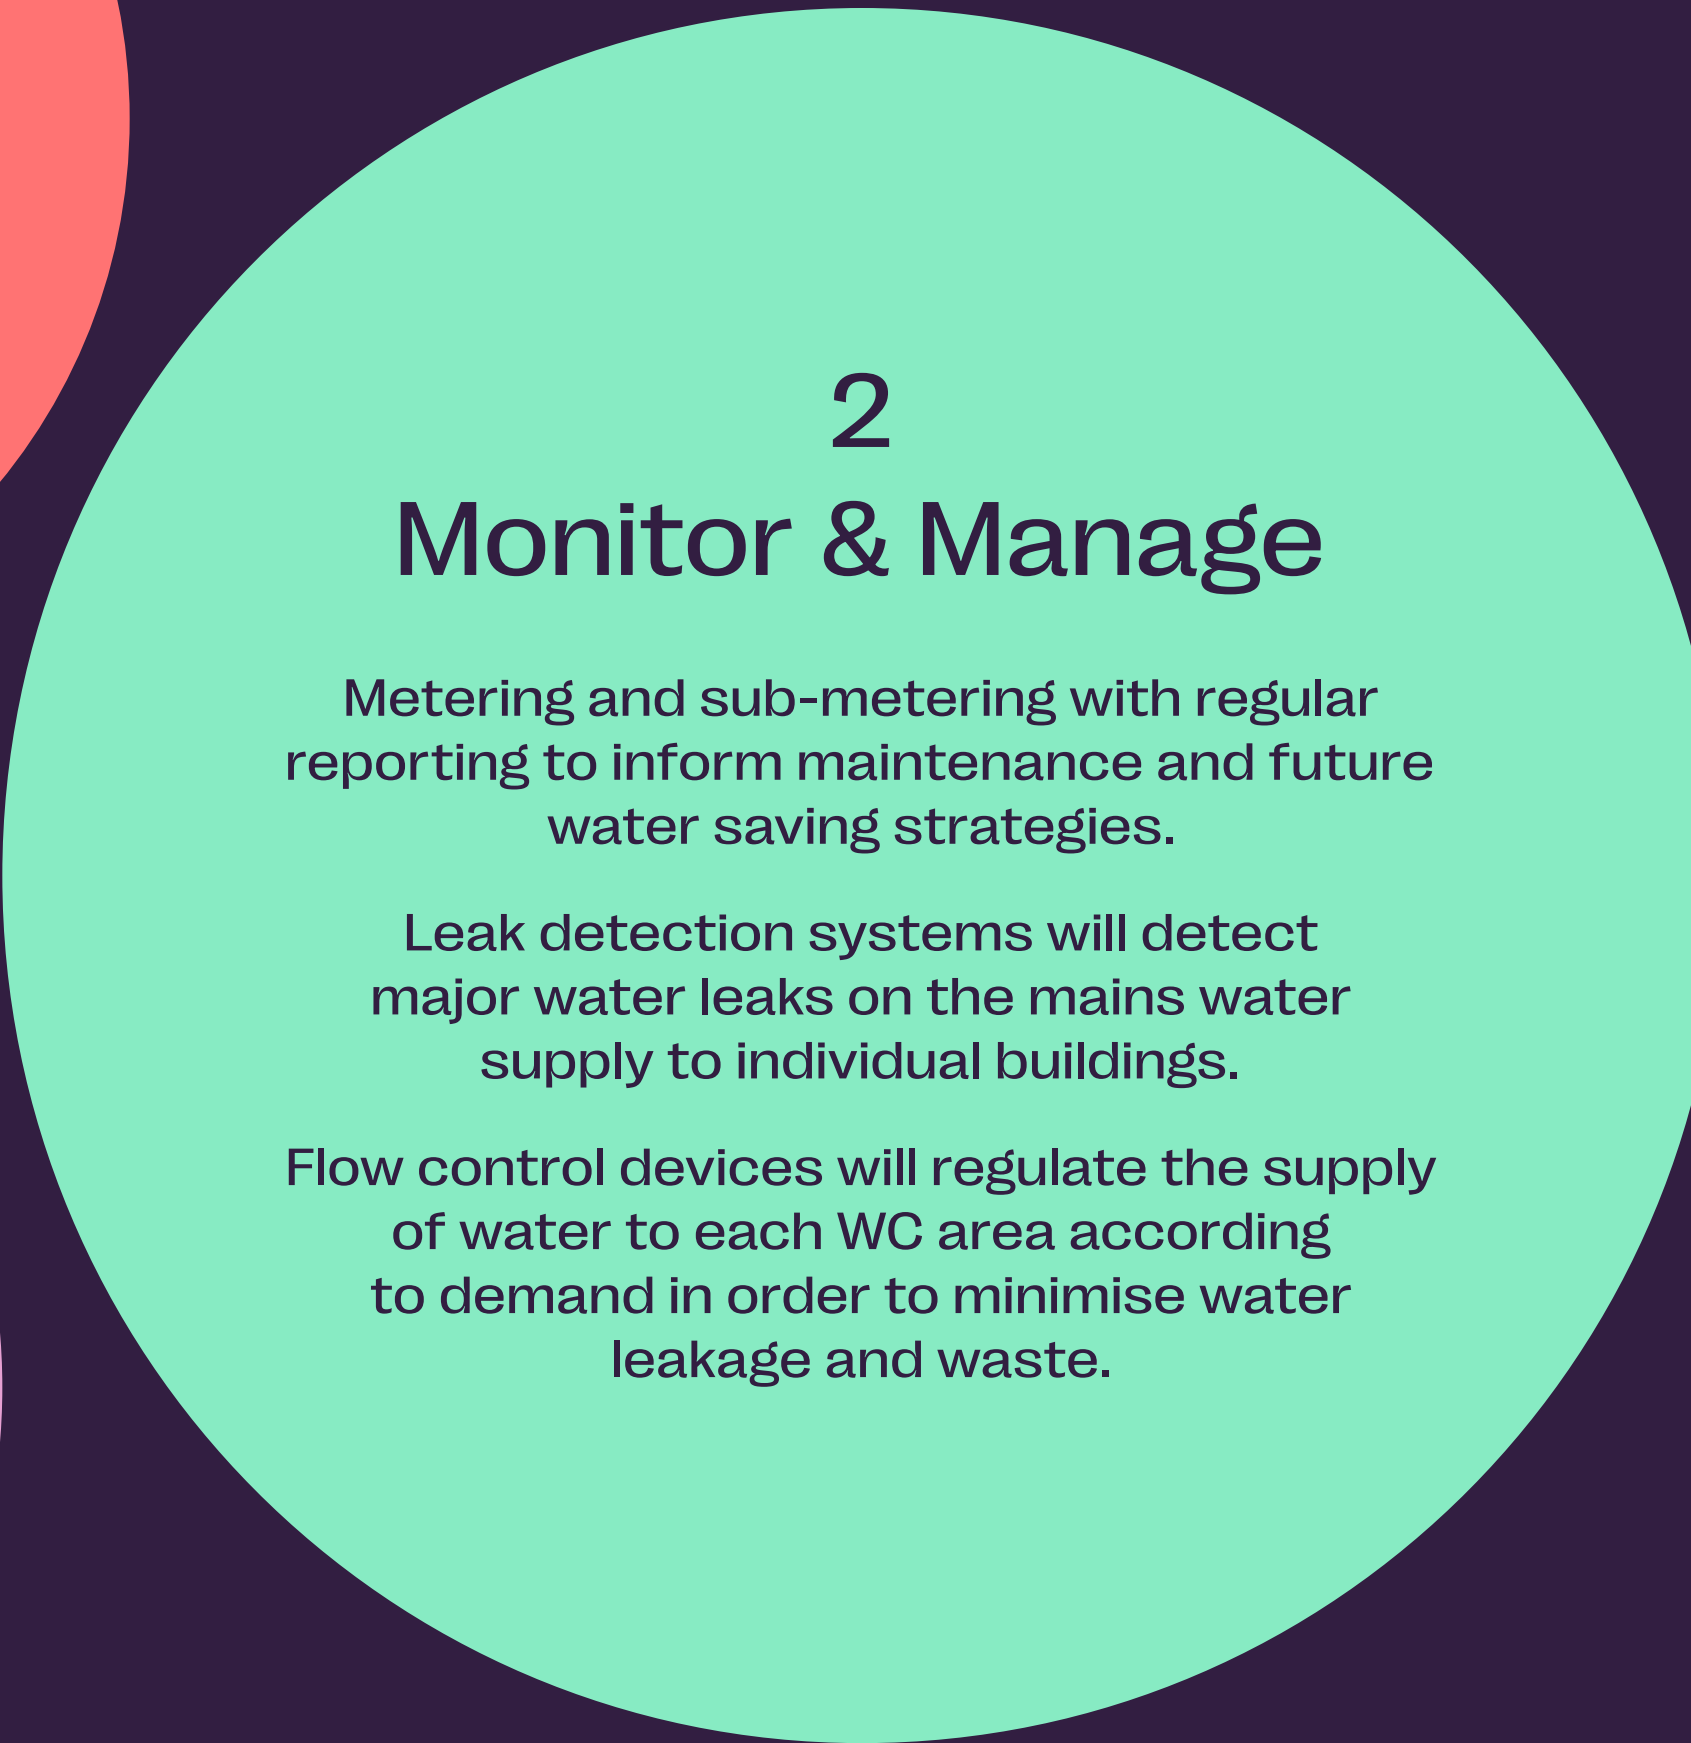 2
Monitor & Manage
Metering and sub-metering with regular
reporting to inform maintenance and future
water saving strategies.
Leak detection systems will detect
major water leaks on the mains water
supply to individual buildings.
Flow control devices will regulate the supply
of water to each WC area according
to demand in order to minimise water
leakage and waste.